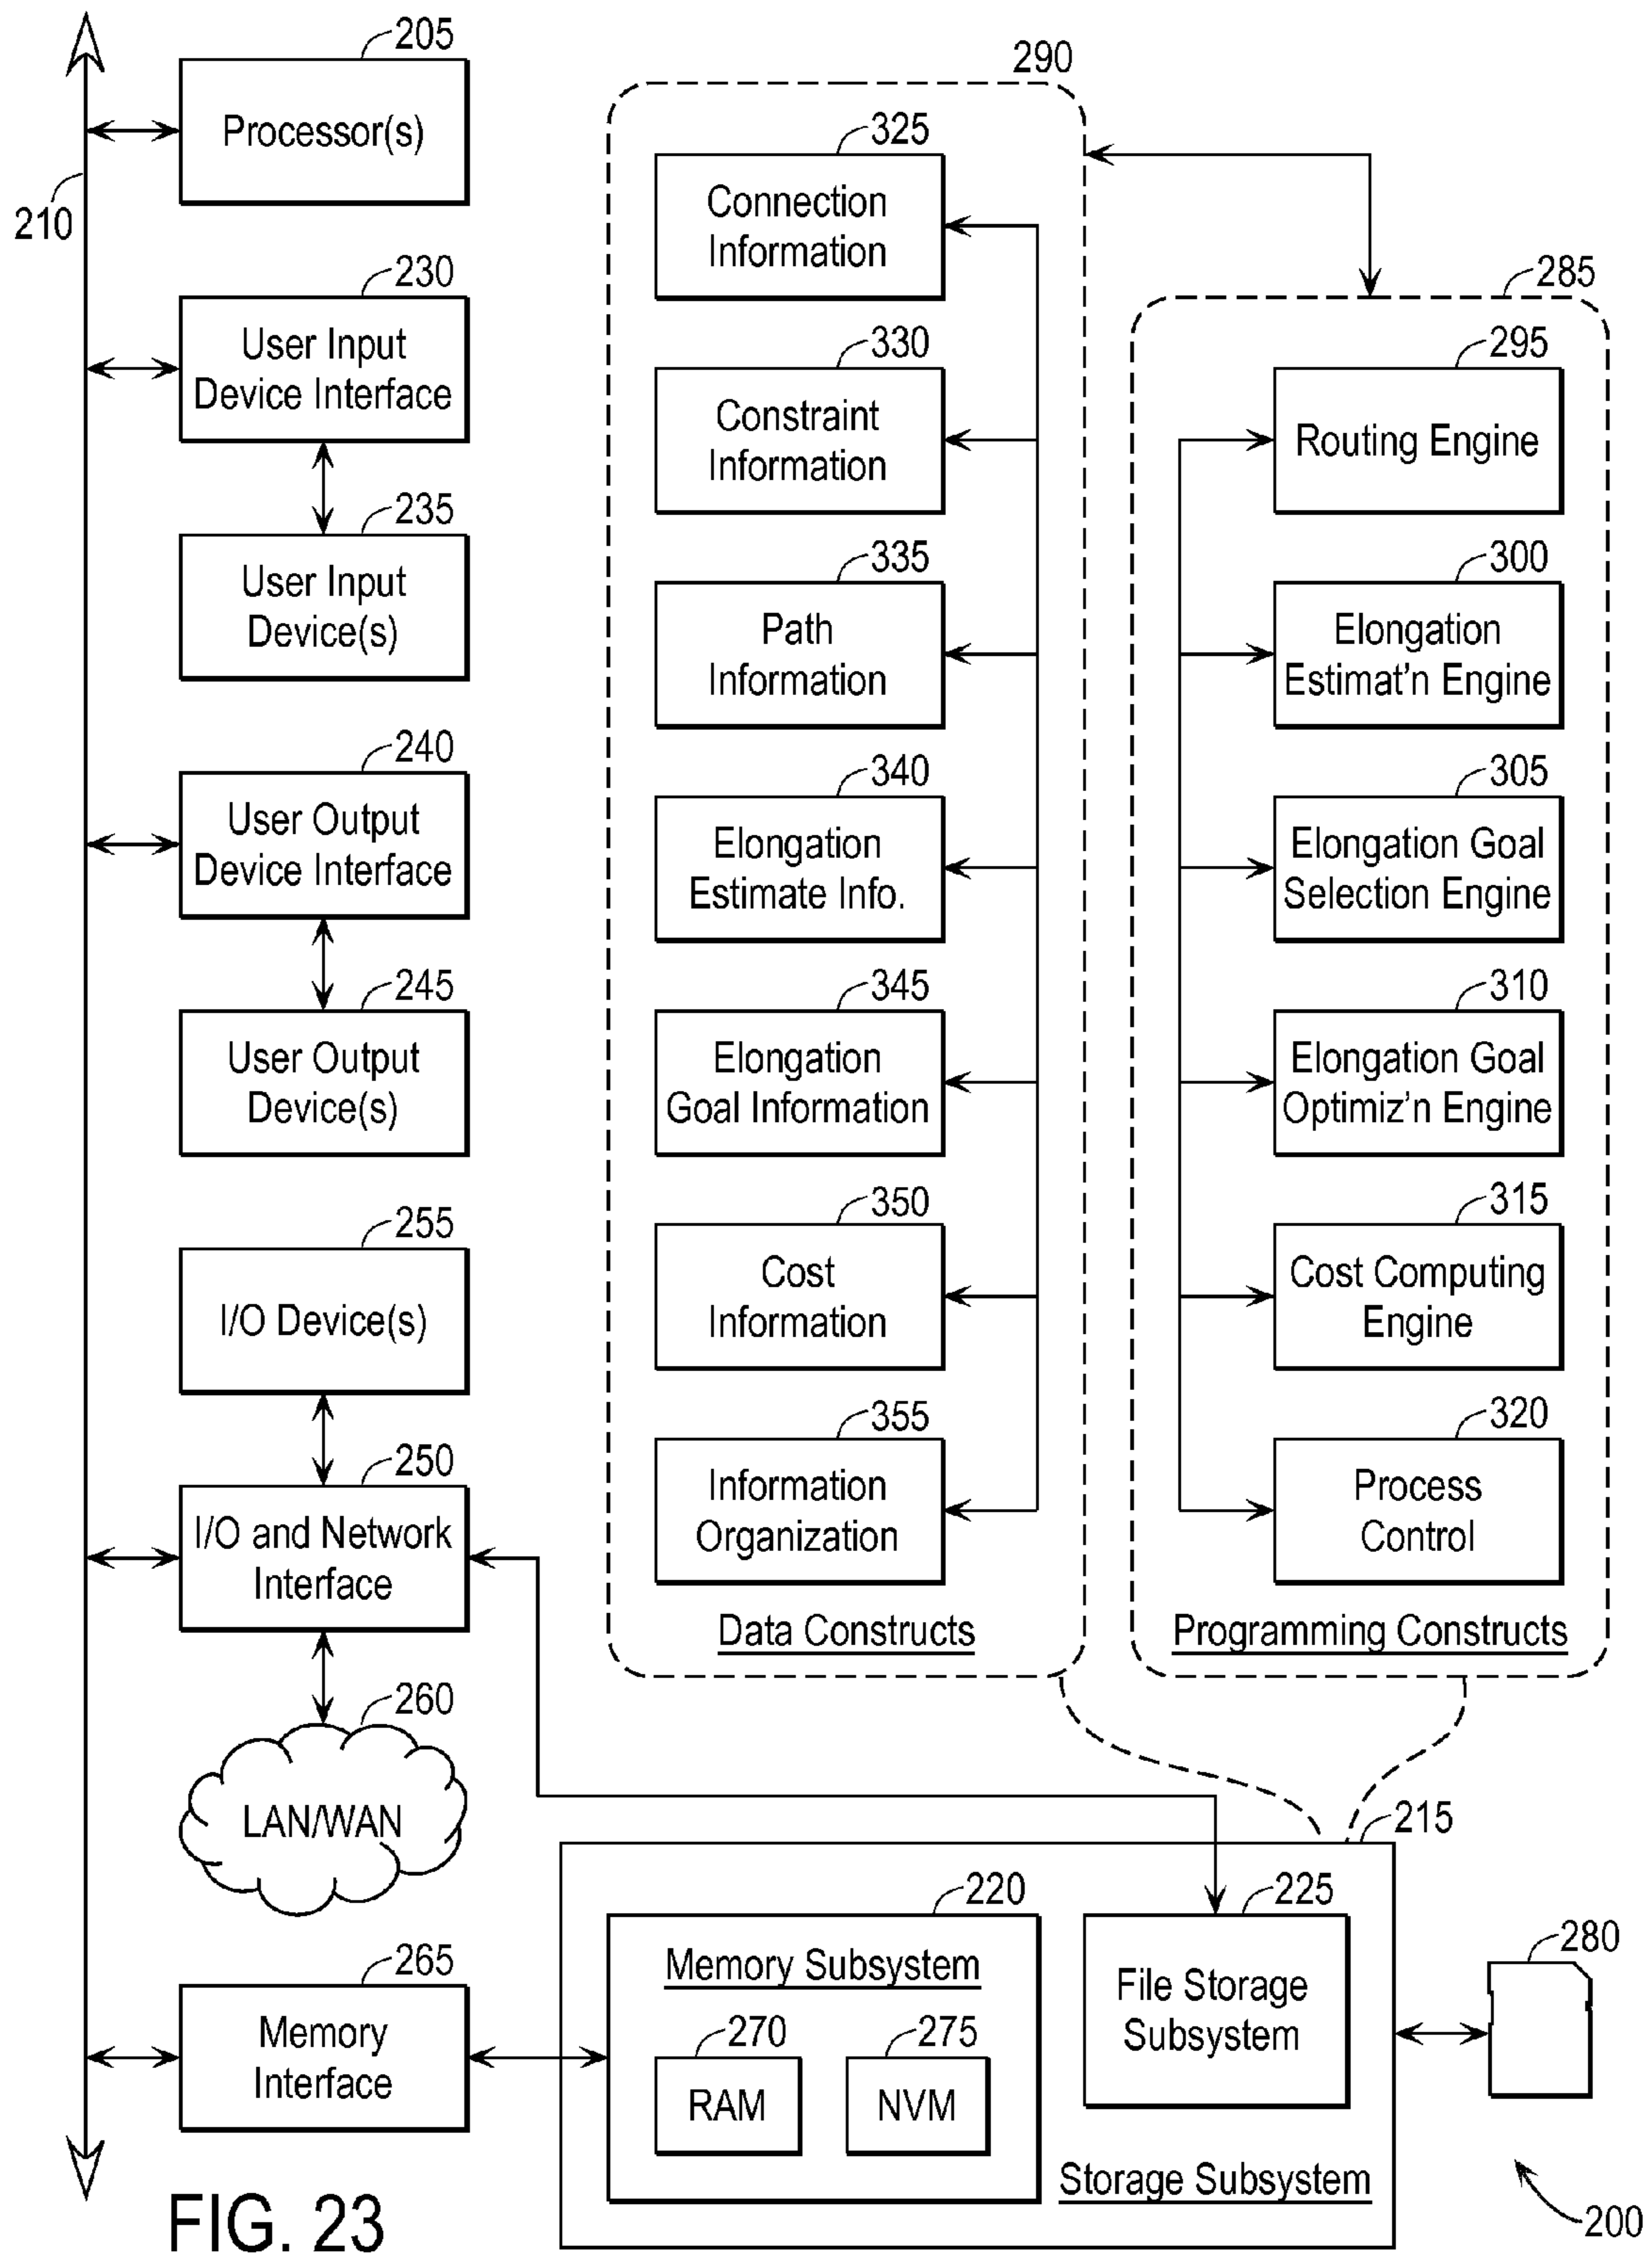 205
Processor(s)
210
230
User Input
Device Interface
235
User Input
Device(s)
240
User Output
Device Interface
245
User Output
Device(s)
255
I/O Device(s)
250
I/O and Network
Interface
260
LAN/WAN
265
Memory
Interface
290
325
Connection
Information
330
Constraint
Information
335
Path
Information
340
Elongation
Estimate Info.
345
Elongation
Goal Information
350
Cost
Information
355
Information
Organization
Data Constructs
285
295
Routing Engine
300
Elongation
Estimat'n Engine
305
Elongation Goal
Selection Engine
310
Elongation Goal
Optimiz'n Engine
315
Cost Computing
Engine
320
Process
Control
Programming Constructs
215
220
Memory Subsystem
270
RAM
275
NVM
225
File Storage
Subsystem
Storage Subsystem
280
200
FIG. 23